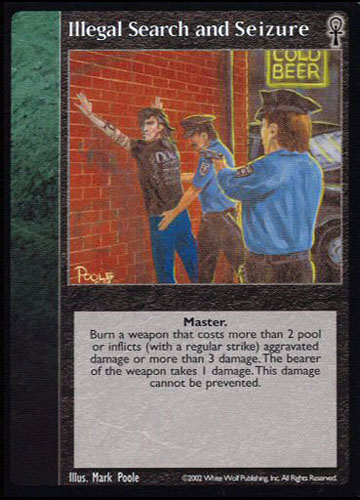 Illegal Search and Seizure
COLD
BEER
POOLE
Master.
Burn a weapon that costs more than 2 pool
or inflicts (with a regular strike) aggravated
damage or more than 3 damage. The bearer
of the weapon takes 1 damage. This damage
cannot be prevented.
Illus. Mark Poole
©2002 White Wolf Publishing, Inc. All Rights Reserved.